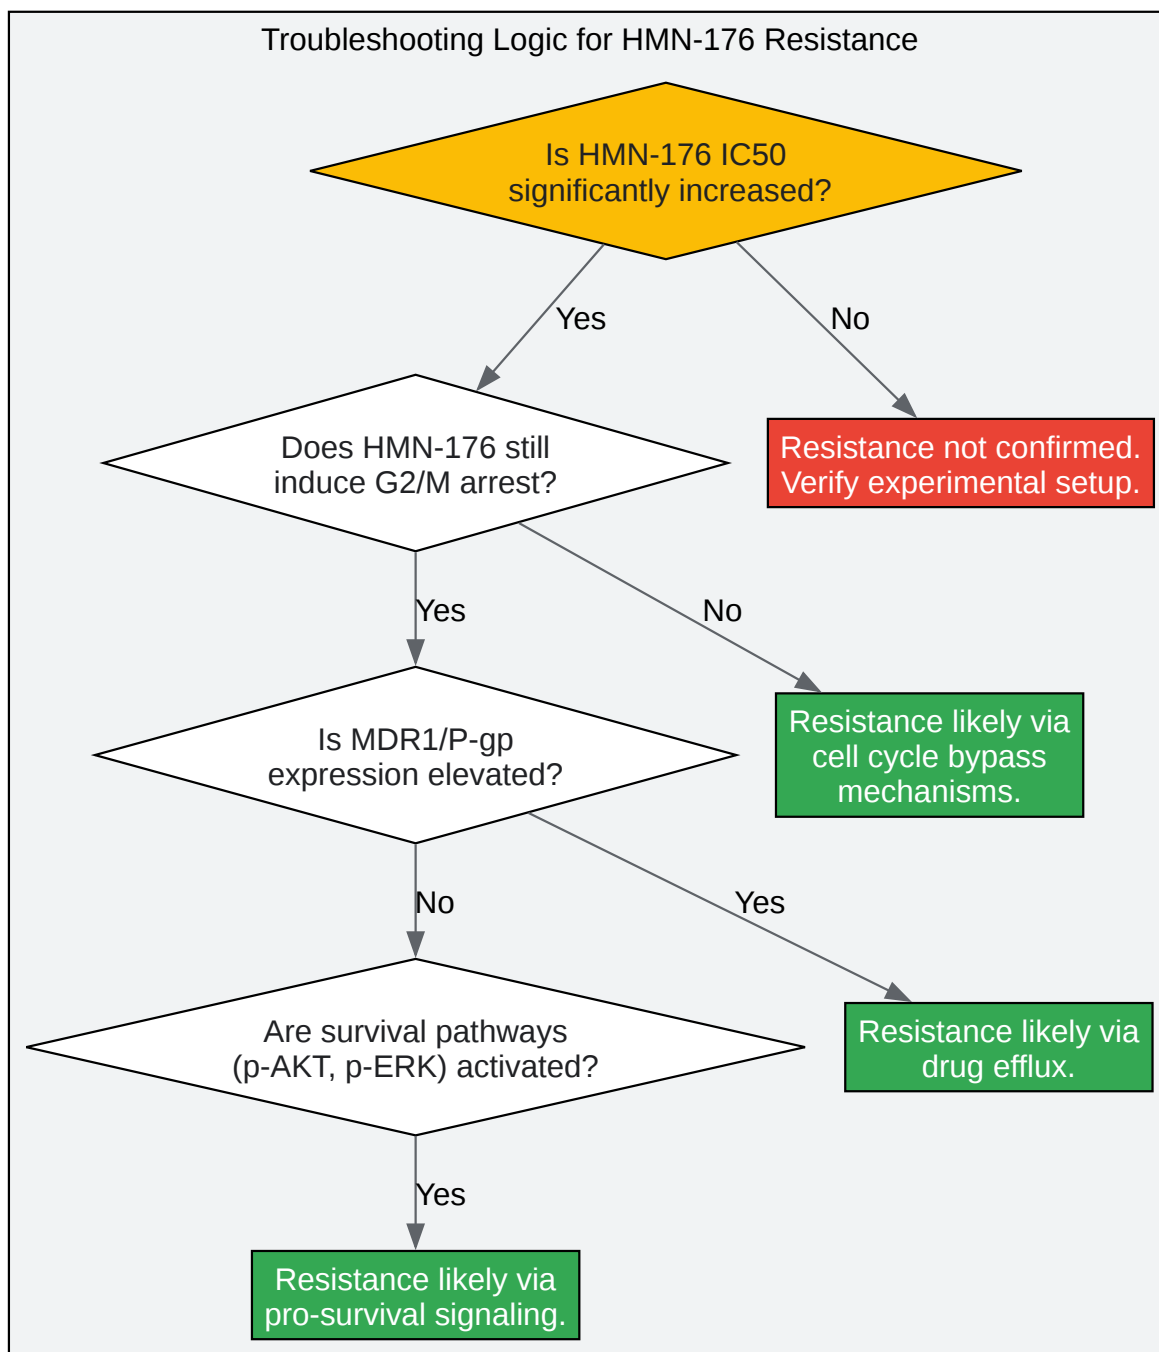 Troubleshooting Logic for HMN-176 Resistance
Is HMN-176 IC50
significantly increased?
Yes
No
Does HMN-176 still
induce G2/M arrest?
Resistance not confirmed.
Verify experimental setup.
Yes
No
Is MDR1/P-gp
expression elevated?
Resistance likely via
cell cycle bypass
mechanisms.
No
Yes
Are survival pathways
(p-AKT, p-ERK) activated?
Resistance likely via
drug efflux.
Yes
Resistance likely via
pro-survival signaling.